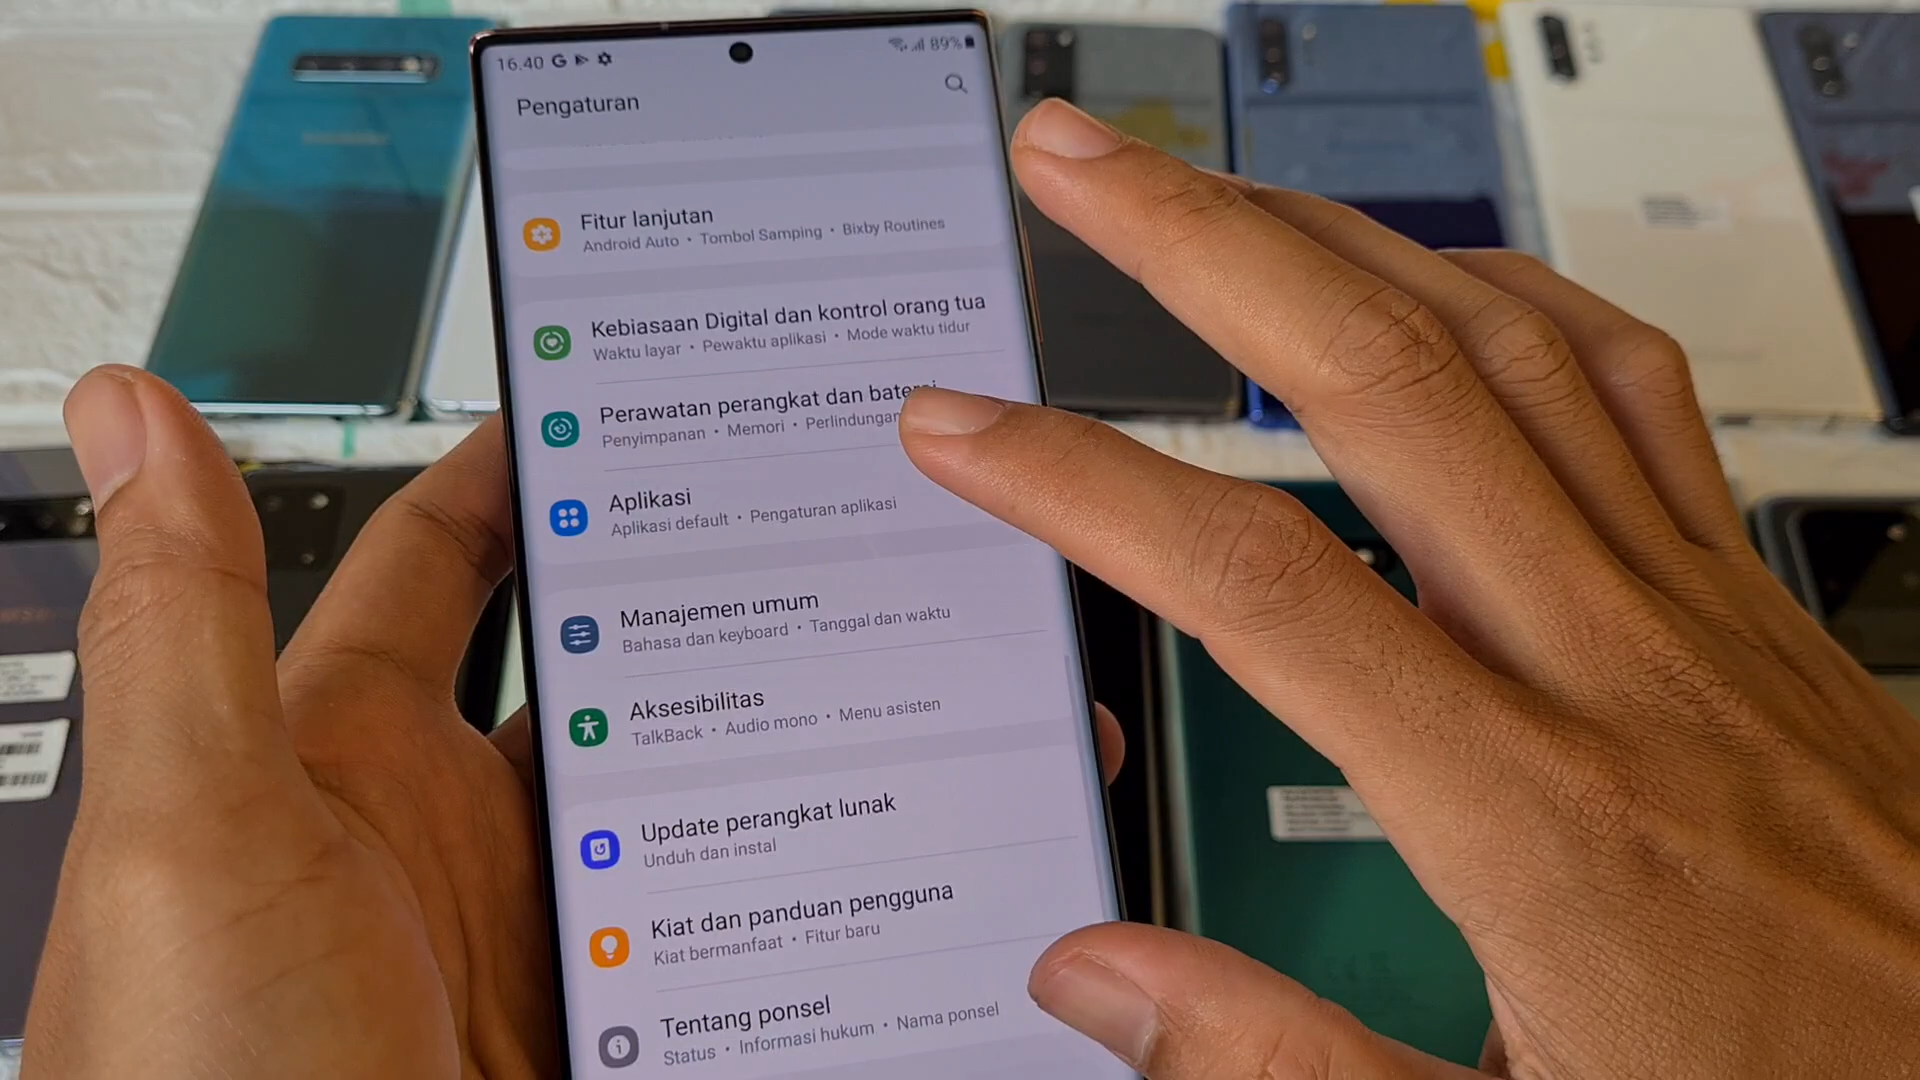 16.40
89%
Pengaturan
Fitur lanjutan
Android Auto • Tombol Samping • Bixby Routines
Kebiasaan Digital dan kontrol orang tua
Waktu layar • Pewaktu aplikasi • Mode waktu tidur
Perawatan perangkat dan baterai
Penyimpanan • Memori • Perlindungan
Aplikasi
Aplikasi default • Pengaturan aplikasi
Manajemen umum
Bahasa dan keyboard • Tanggal dan waktu
Aksesibilitas
TalkBack • Audio mono • Menu asisten
Update perangkat lunak
Unduh dan instal
Kiat dan panduan pengguna
Kiat bermanfaat • Fitur baru
Tentang ponsel
Status • Informasi hukum • Nama ponsel